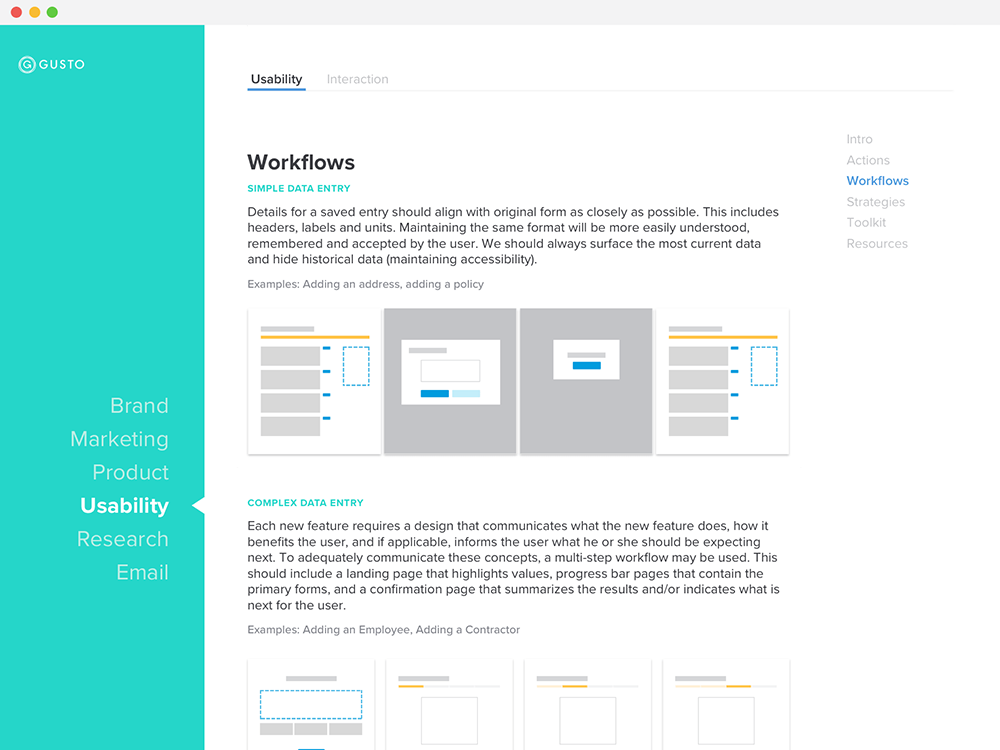 GUSTO
Brand
Marketing
Product
Usability
Research
Email
Usability
Interaction
Workflows
SIMPLE DATA ENTRY
Details for a saved entry should align with original form as closely as possible. This includes
headers, labels and units. Maintaining the same format will be more easily understood,
remembered and accepted by the user. We should always surface the most current data
and hide historical data (maintaining accessibility).
Examples: Adding an address, adding a policy
COMPLEX DATA ENTRY
Each new feature requires a design that communicates what the new feature does, how it
benefits the user, and if applicable, informs the user what he or she should be expecting
next. To adequately communicate these concepts, a multi-step workflow may be used. This
should include a landing page that highlights values, progress bar pages that contain the
primary forms, and a confirmation page that summarizes the results and/or indicates what is
next for the user.
Examples: Adding an Employee, Adding a Contractor
Intro
Actions
Workflows
Strategies
Toolkit
Resources